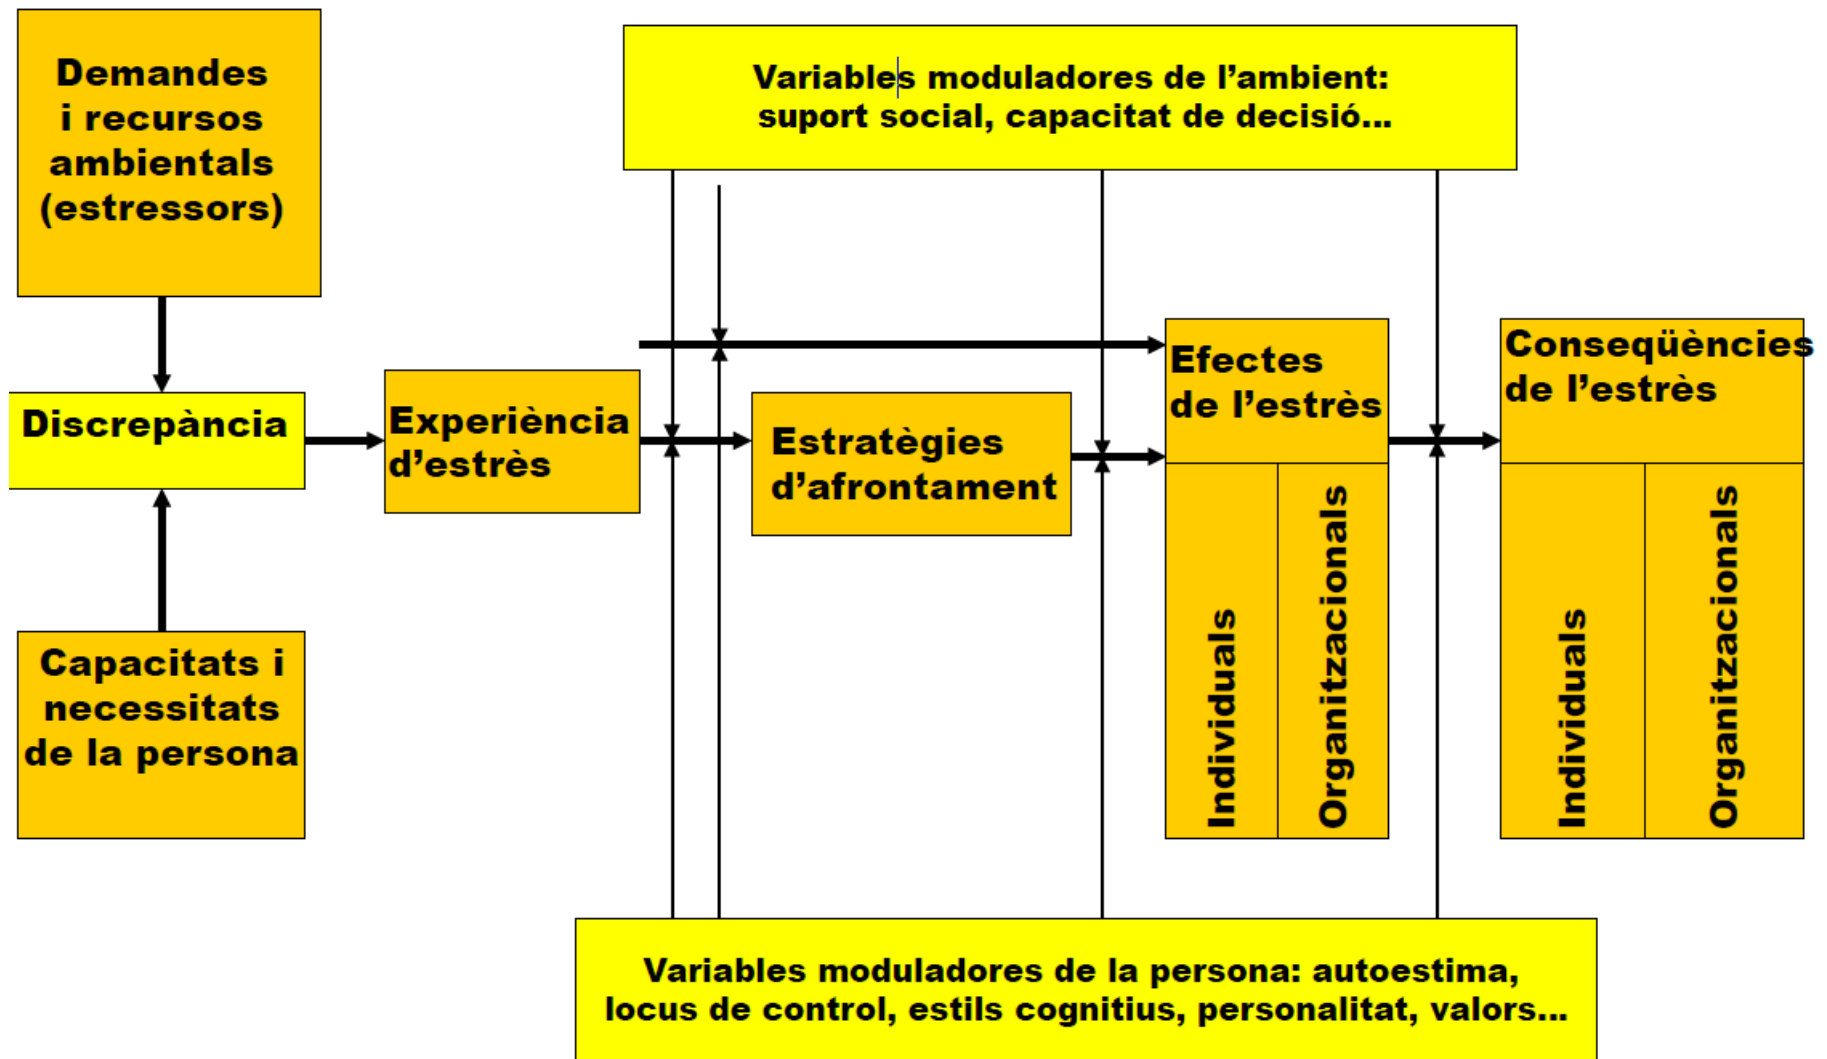 Demandes
i recursos
ambientals
(estressors)
Variables moduladores de l’ambient:
suport social, capacitat de decisió...
Discrepància
Experiència
d’estrès
Estratègies
d’afrontament
Efectes
de l’estrès
Individuals
Organitzacionals
Conseqüències
de l’estrès
Individuals
Organitzacionals
Capacitats i
necessitats
de la persona
Variables moduladores de la persona: autoestima,
locus de control, estils cognitius, personalitat, valors...